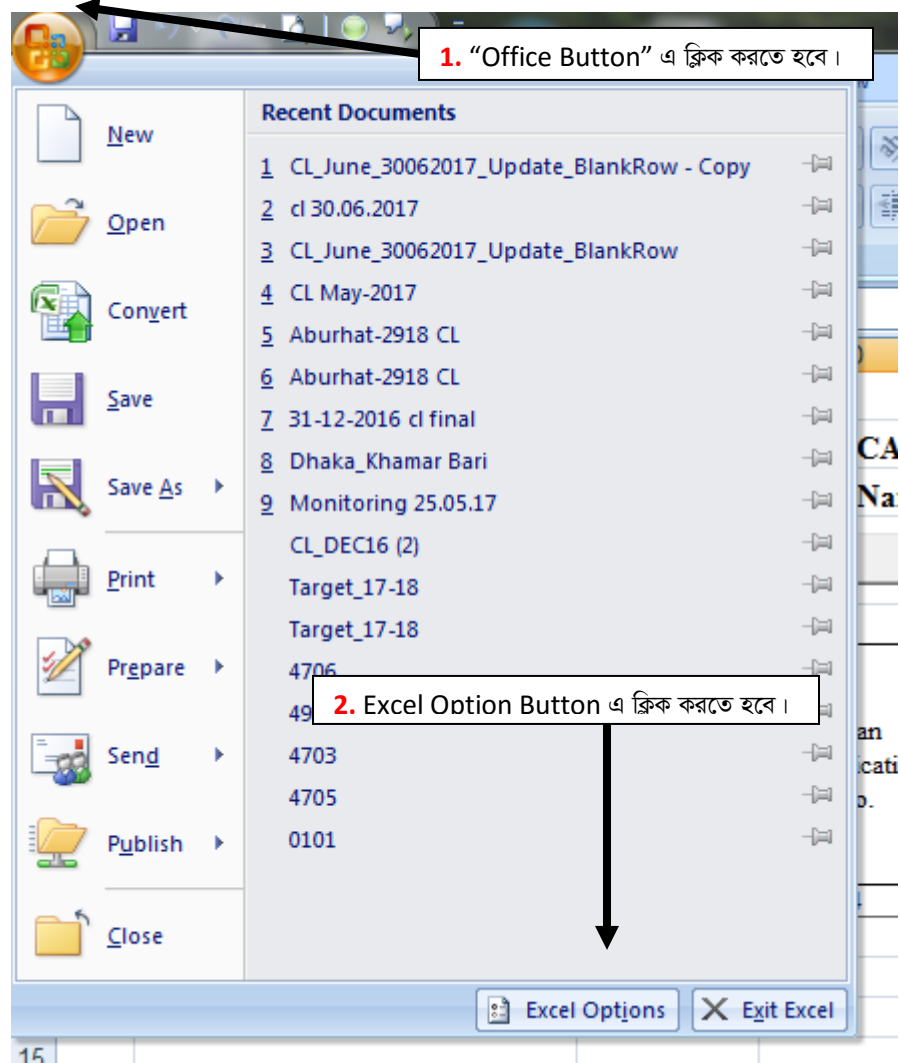 1. “Office Button” এ ক্লিক করতে হবে।
New
Open
Convert
Save
Save As
Print
Prepare
Send
Publish
Close
Recent Documents
1 CL_June_30062017_Update_BlankRow - Copy
2 cl 30.06.2017
3 CL_June_30062017_Update_BlankRow
4 CL May-2017
5 Aburhat-2918 CL
6 Aburhat-2918 CL
7 31-12-2016 cl final
8 Dhaka_Khamar Bari
9 Monitoring 25.05.17
CL_DEC16 (2)
Target_17-18
Target_17-18
4706
2. Excel Option Button এ ক্লিক করতে হবে।
49
4703
4705
0101
Excel Options
Exit Excel
CA
Na
an
icati
o.
15